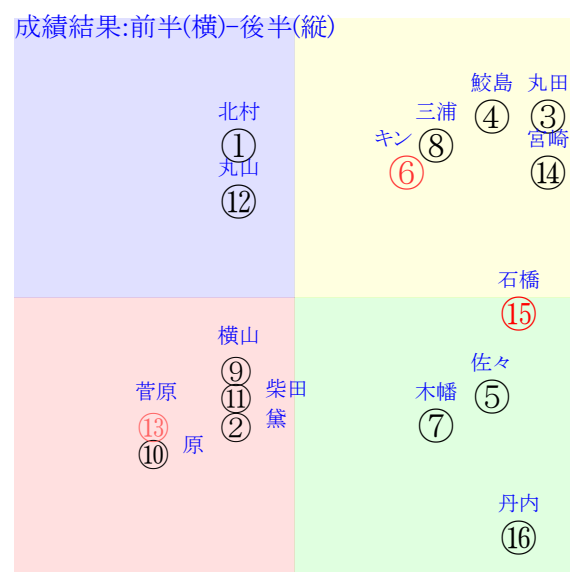 成績結果:前半(横)-後半(縦)
鮫島 丸田
北村 三浦 ④ ③
キン 宮崎
① ⑧
丸山 ⑥ ⑭
⑫
石橋
⑮
横山
佐々
⑨ 柴田
菅原 ⑪ 木幡 ⑤
⑬ ② 黛 ⑦
⑩ 原
丹内
⑯